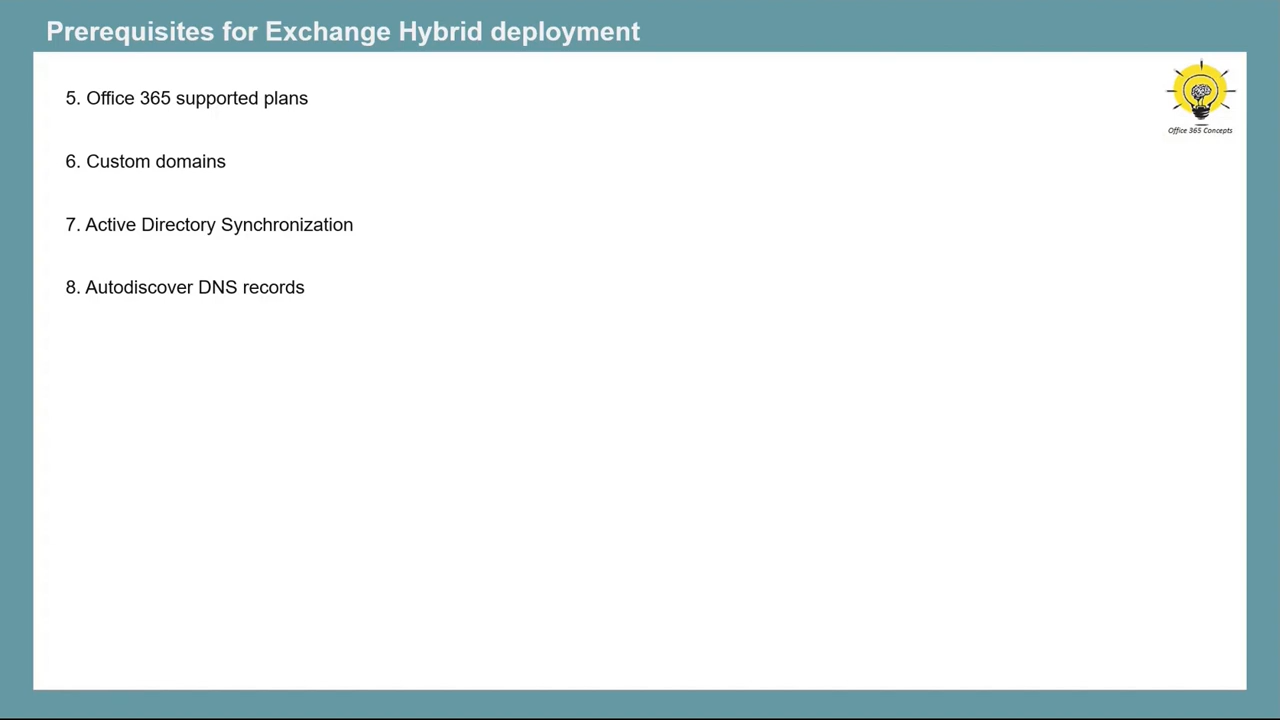 Prerequisites for Exchange Hybrid deployment
5. Office 365 supported plans
Office 365 Concepts
6. Custom domains
7. Active Directory Synchronization
8. Autodiscover DNS records